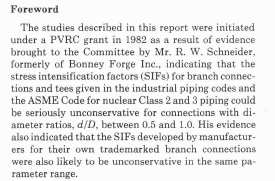 Foreword
The studies described in this report were initiated
under a PVRC grant in 1982 as a result of evidence
brought to the Committee by Mr. R. W. Schneider,
formerly of Bonney Forge Inc., indicating that the
stress intensification factors (SIFs) for branch connec-
tions and tees given in the industrial piping codes and
the ASME Code for nuclear Class 2 and 3 piping could
be seriously unconservative for connections with di-
ameter ratios, d/D, between 0.5 and 1.0. His evidence
also indicated that the SIFs developed by manufactur-
ers for their own trademarked branch connections
were also likely to be unconservative in the same pa-
rameter range.